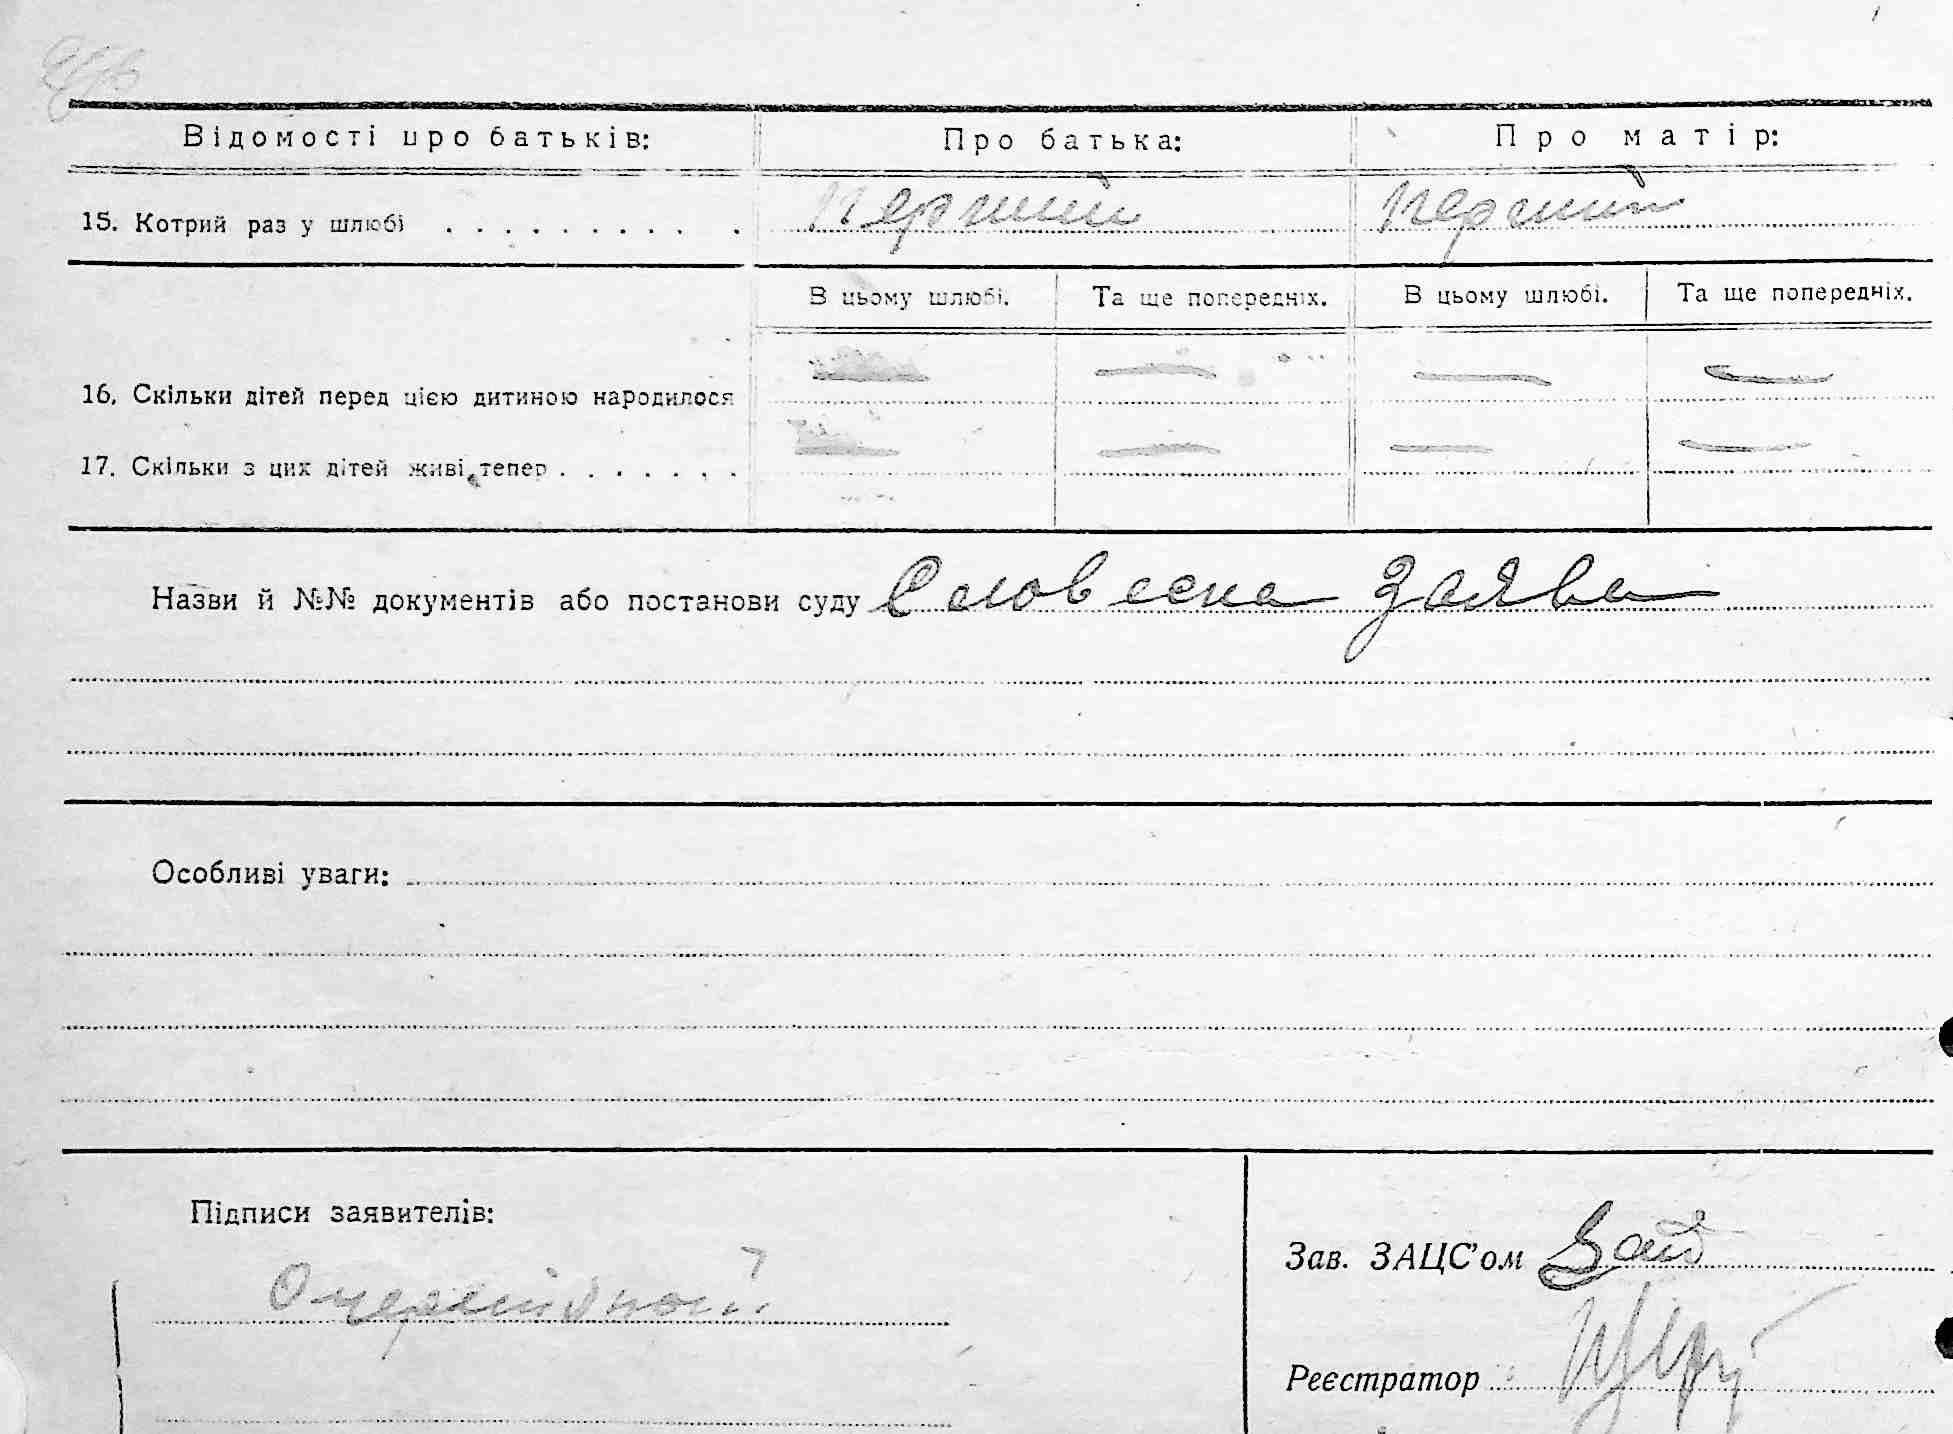 Відомості про батьків: Про батька: Про матір:
15. Котрий раз у шлюбі . . . . . . . . . . перший перший
В цьому шлюбі. Та ще попередніх. В цьому шлюбі. Та ще попередніх.
16. Скільки дітей перед цією дитиною народилося — — — —
17. Скільки з цих дітей живі тепер . . . . . . . — — — —
Назви й №№ документів або постанови суду Словесна заява
Особливі уваги:
Підписи заявителів:
Зав. ЗАЦС'ом
Реєстратор